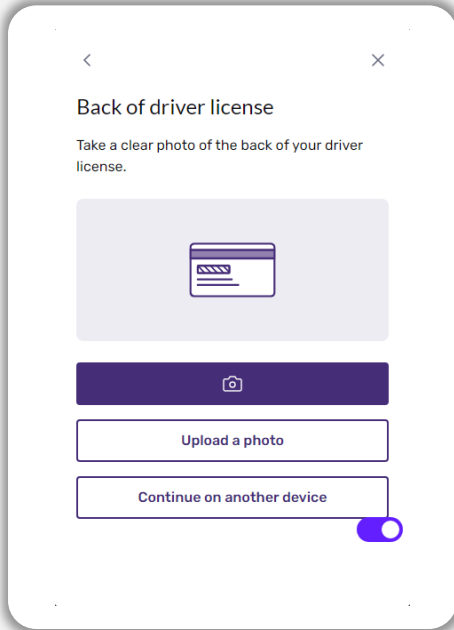 Back of driver license
Take a clear photo of the back of your driver
license.
Upload a photo
Continue on another device